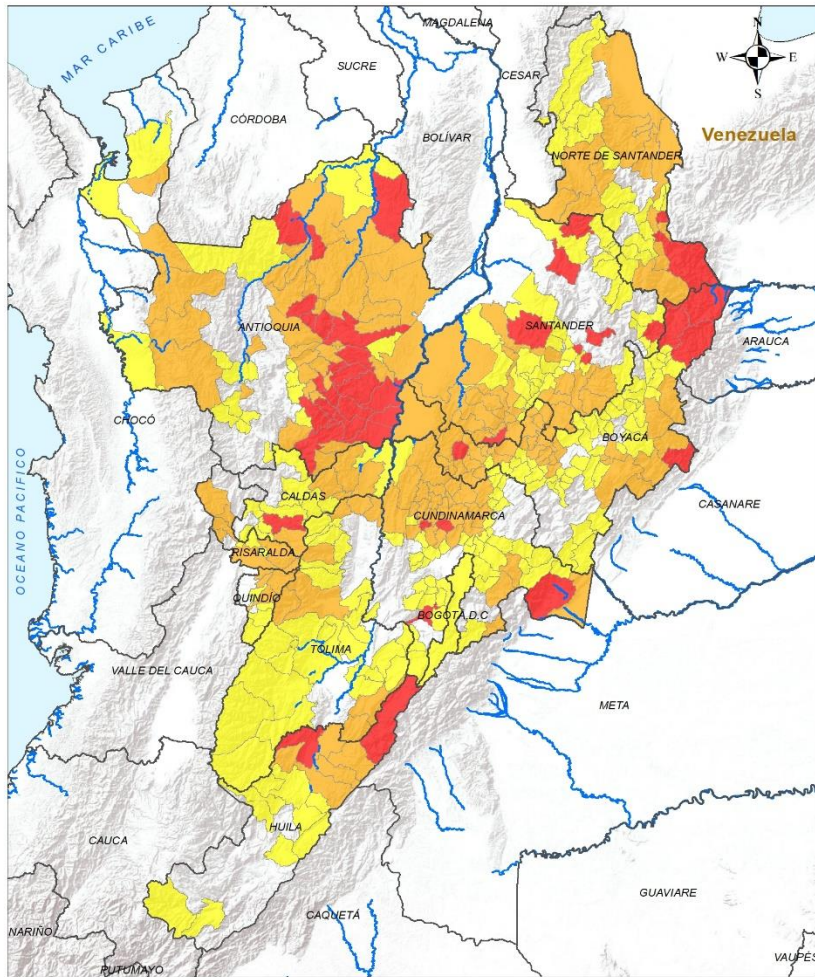 MAGDALENA
N
MAR CARIBE
SUCRE
W
E
CESAR
S
CÓRDOBA
BOLÍVAR
Venezuela
NORTE DE SANTANDER
ANTIOQUIA
SANTANDER
ARAUCA
CHOCÓ
BOYACÁ
OCEANO PACIFICO
CALDAS
CASANARE
CUNDINAMARCA
RISARALDA
QUINDÍO
BOGOTÁ, D.C
TOLIMA
VALLE DEL CAUCA
META
HUILA
CAUCA
CAQUETÁ
GUAVIARE
NARIÑO
PUTUMAYO
VAUPÉS